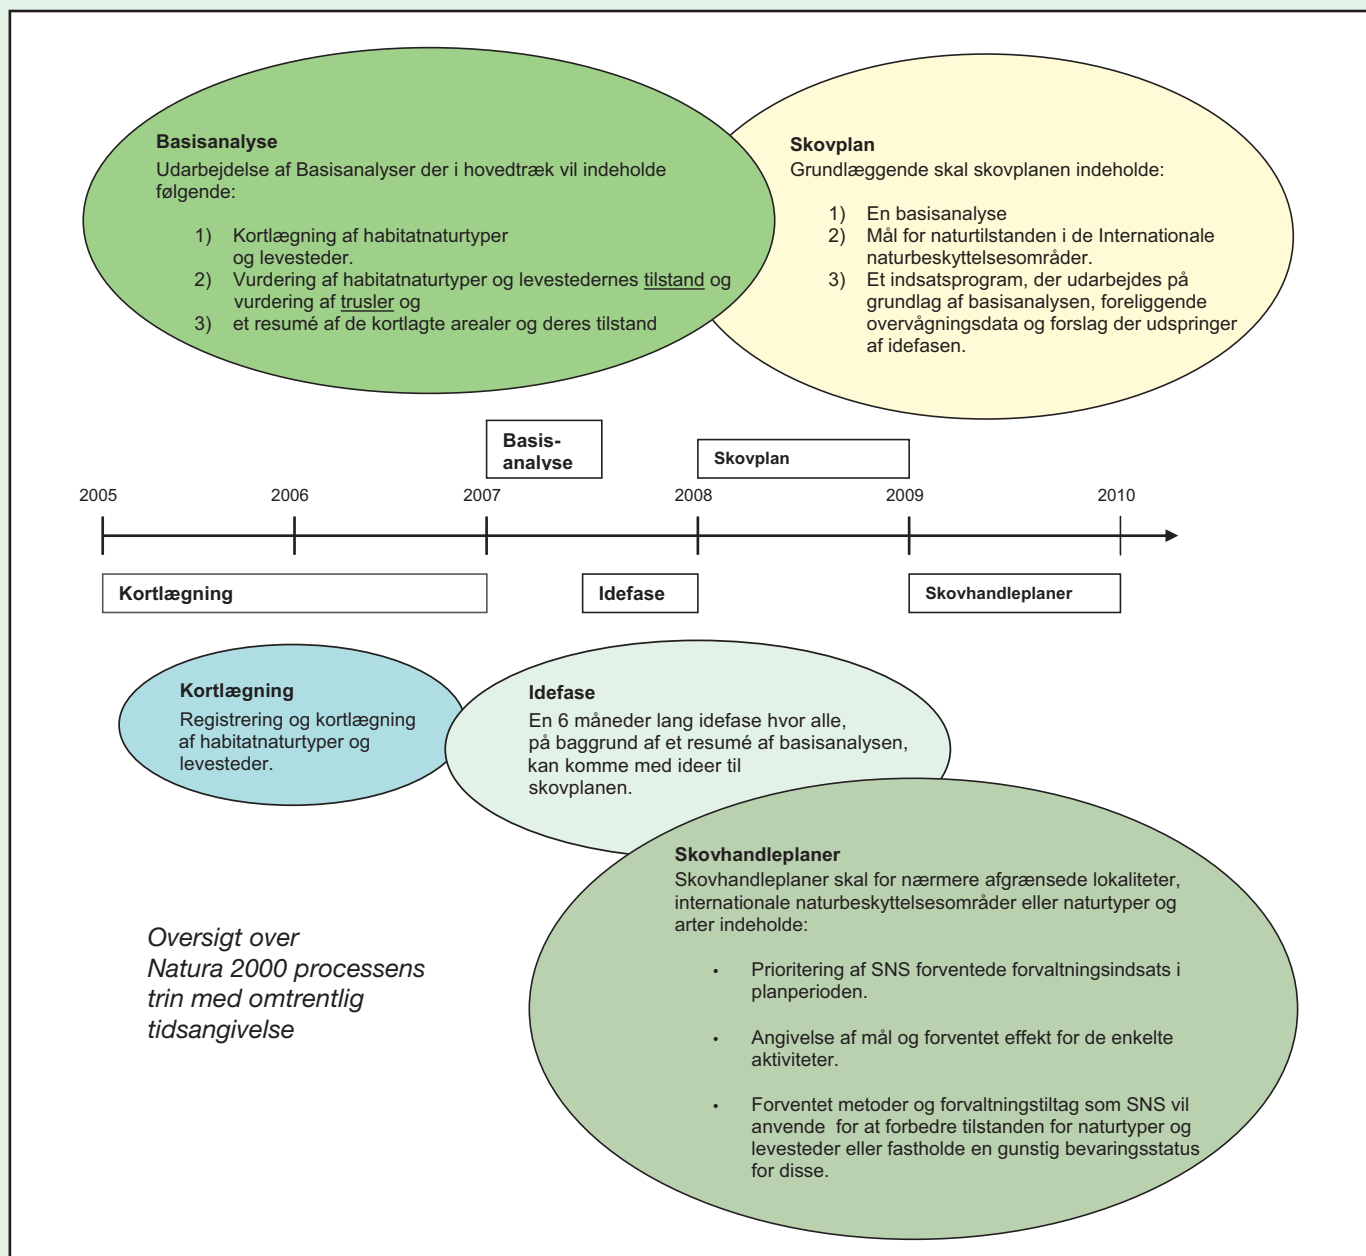 Basisanalyse
Udarbejdelse af Basisanalyser der i hovedtræk vil indeholde
følgende:
1) Kortlægning af habitatnaturtyper
og levesteder.
2) Vurdering af habitatnaturtyper og levestedernes tilstand og
vurdering af trusler og
3) et resumé af de kortlagte arealer og deres tilstand
Skovplan
Grundlæggende skal skovplanen indeholde:
1) En basisanalyse
2) Mål for naturtilstanden i de Internationale
naturbeskyttelsesområder.
3) Et indsatsprogram, der udarbejdes på
grundlag af basisanalysen, foreliggende
overvågningsdata og forslag der udspringer
af idefasen.
Basis-
analyse
Skovplan
2005 2006 2007 2008 2009 2010
Kortlægning
Idefase
Skovhandleplaner
Kortlægning
Registrering og kortlægning
af habitatnaturtyper og
levesteder.
Idefase
En 6 måneder lang idefase hvor alle,
på baggrund af et resumé af basisanalysen,
kan komme med ideer til
skovplanen.
Skovhandleplaner
Skovhandleplaner skal for nærmere afgrænsede lokaliteter,
internationale naturbeskyttelsesområder eller naturtyper og
arter indeholde:
• Prioritering af SNS forventede forvaltningsindsats i
planperioden.
• Angivelse af mål og forventet effekt for de enkelte
aktiviteter.
• Forventet metoder og forvaltningstiltag som SNS vil
anvende for at forbedre tilstanden for naturtyper og
levesteder eller fastholde en gunstig bevaringsstatus
for disse.
Oversigt over
Natura 2000 processens
trin med omtrentlig
tidsangivelse